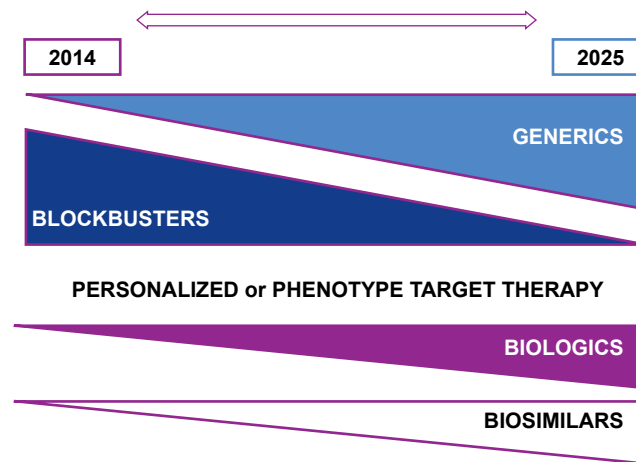 2014
2025
GENERICS
BLOCKBUSTERS
PERSONALIZED or PHENOTYPE TARGET THERAPY
BIOLOGICS
BIOSIMILARS